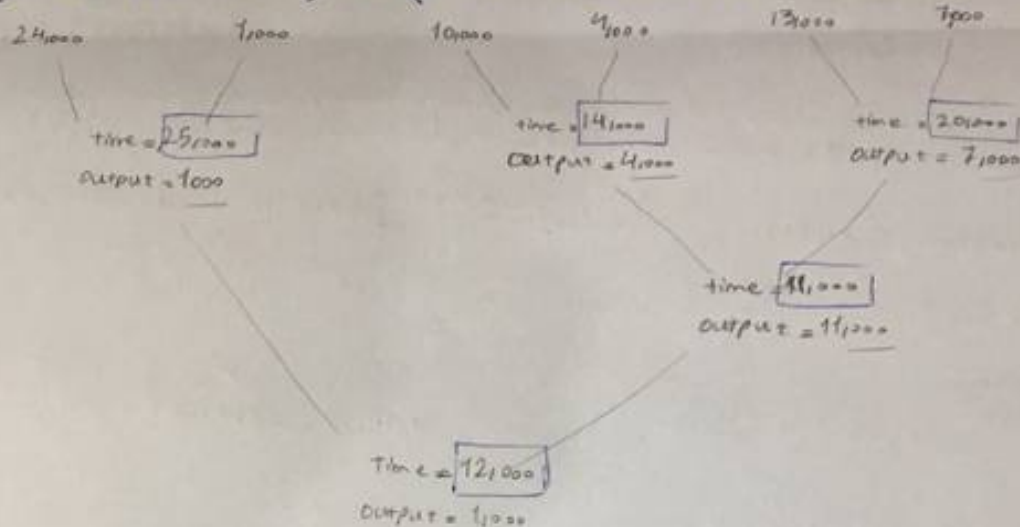 24,000 1,000 10,000 4,000 13,000 7,000
time = 25,000 time = 14,000 time = 20,000
output = 1000 output = 4,000 output = 7,000
time = 11,000
output = 11,000
Time = 12,000
output = 1,000